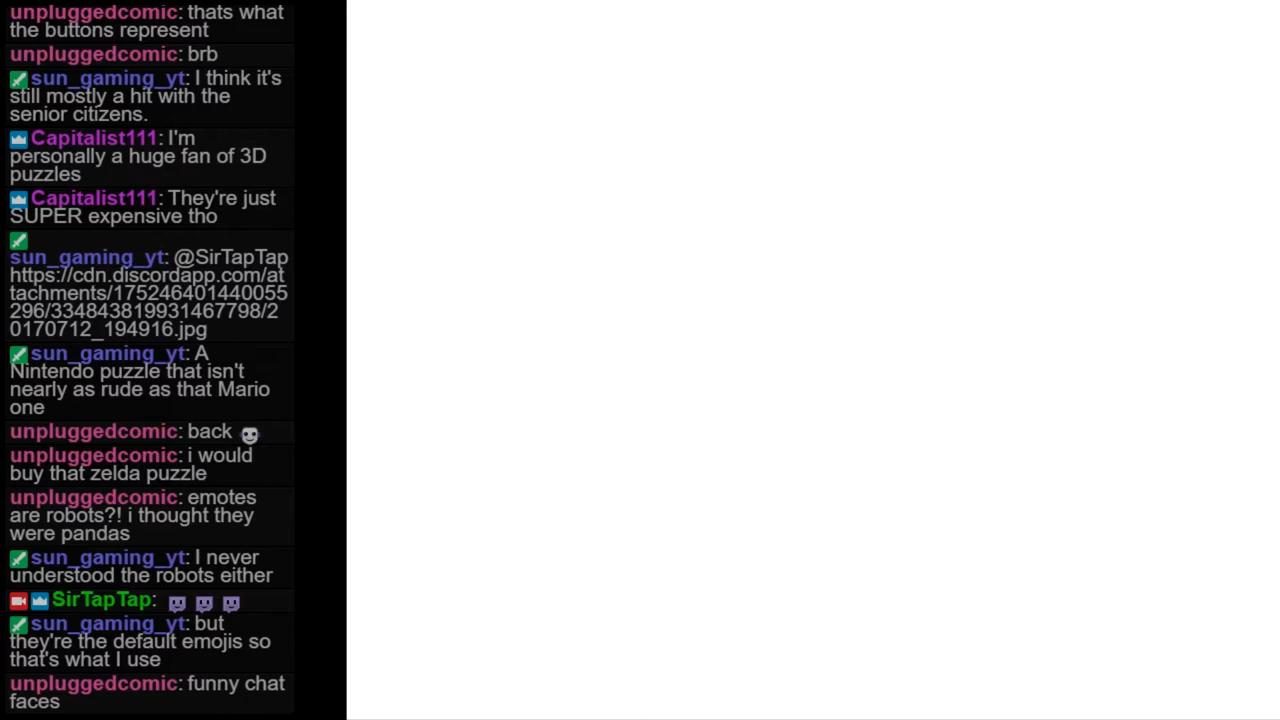 unpluggedcomic: thats what
the buttons represent
unpluggedcomic: brb
sun_gaming_yt: I think it's
still mostly a hit with the
senior citizens.
Capitalist111: I'm
personally a huge fan of 3D
puzzles
Capitalist111: They're just
SUPER expensive tho
sun_gaming_yt: @SirTapTap
https://cdn.discordapp.com/at
tachments/175246401440055
296/334843819931467798/2
0170712_194916.jpg
sun_gaming_yt: A
Nintendo puzzle that isn't
nearly as rude as that Mario
one
unpluggedcomic: back
unpluggedcomic: i would
buy that zelda puzzle
unpluggedcomic: emotes
are robots?! i thought they
were pandas
sun_gaming_yt: I never
understood the robots either
SirTapTap:
sun_gaming_yt: but
they're the default emojis so
that's what I use
unpluggedcomic: funny chat
faces